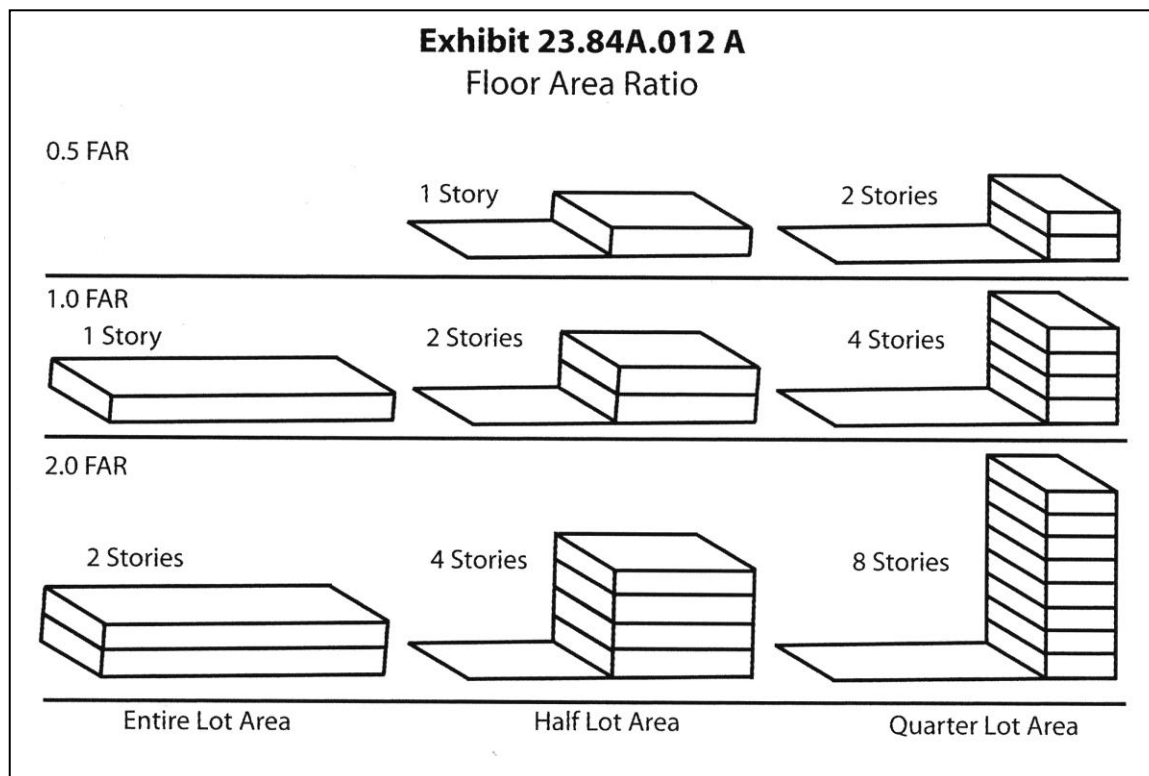 Exhibit 23.84A.012 A
Floor Area Ratio
0.5 FAR
1 Story
2 Stories
1.0 FAR
1 Story
2 Stories
4 Stories
2.0 FAR
2 Stories
4 Stories
8 Stories
Entire Lot Area
Half Lot Area
Quarter Lot Area